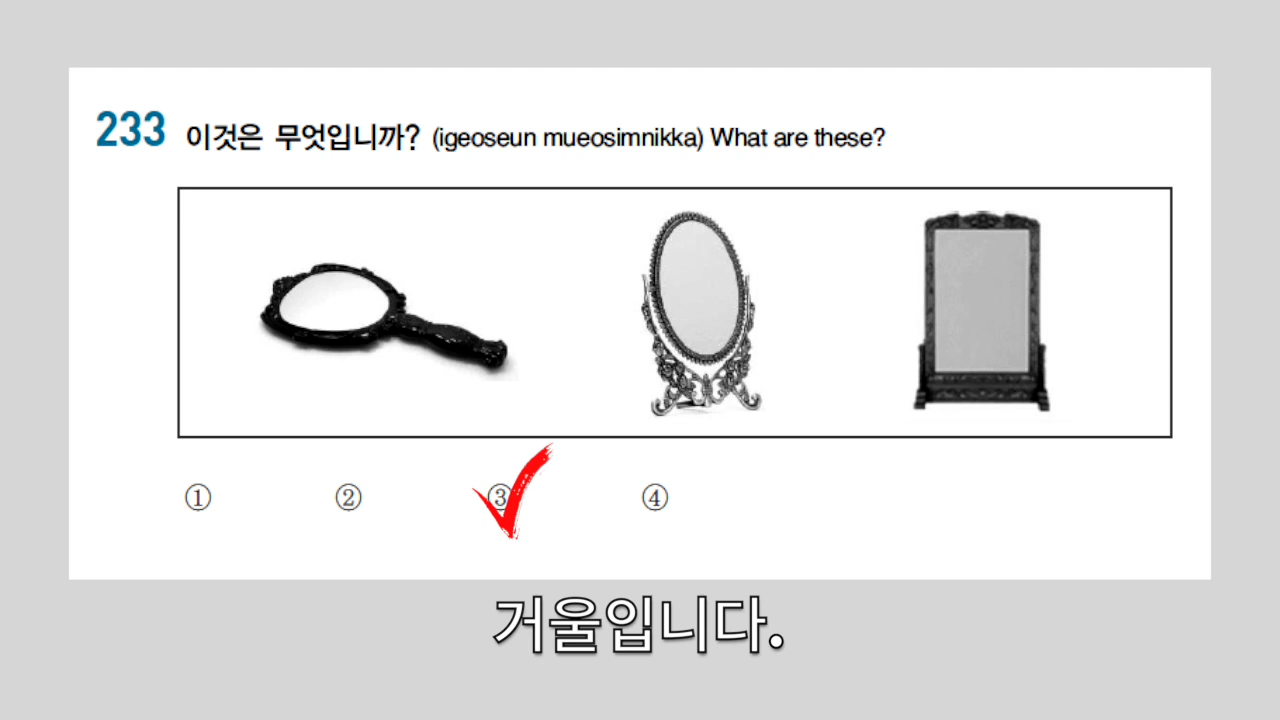 233 이것은 무엇입니까? (igeoseun mueosimnikka) What are these?
① ② ③ ④
거울입니다.